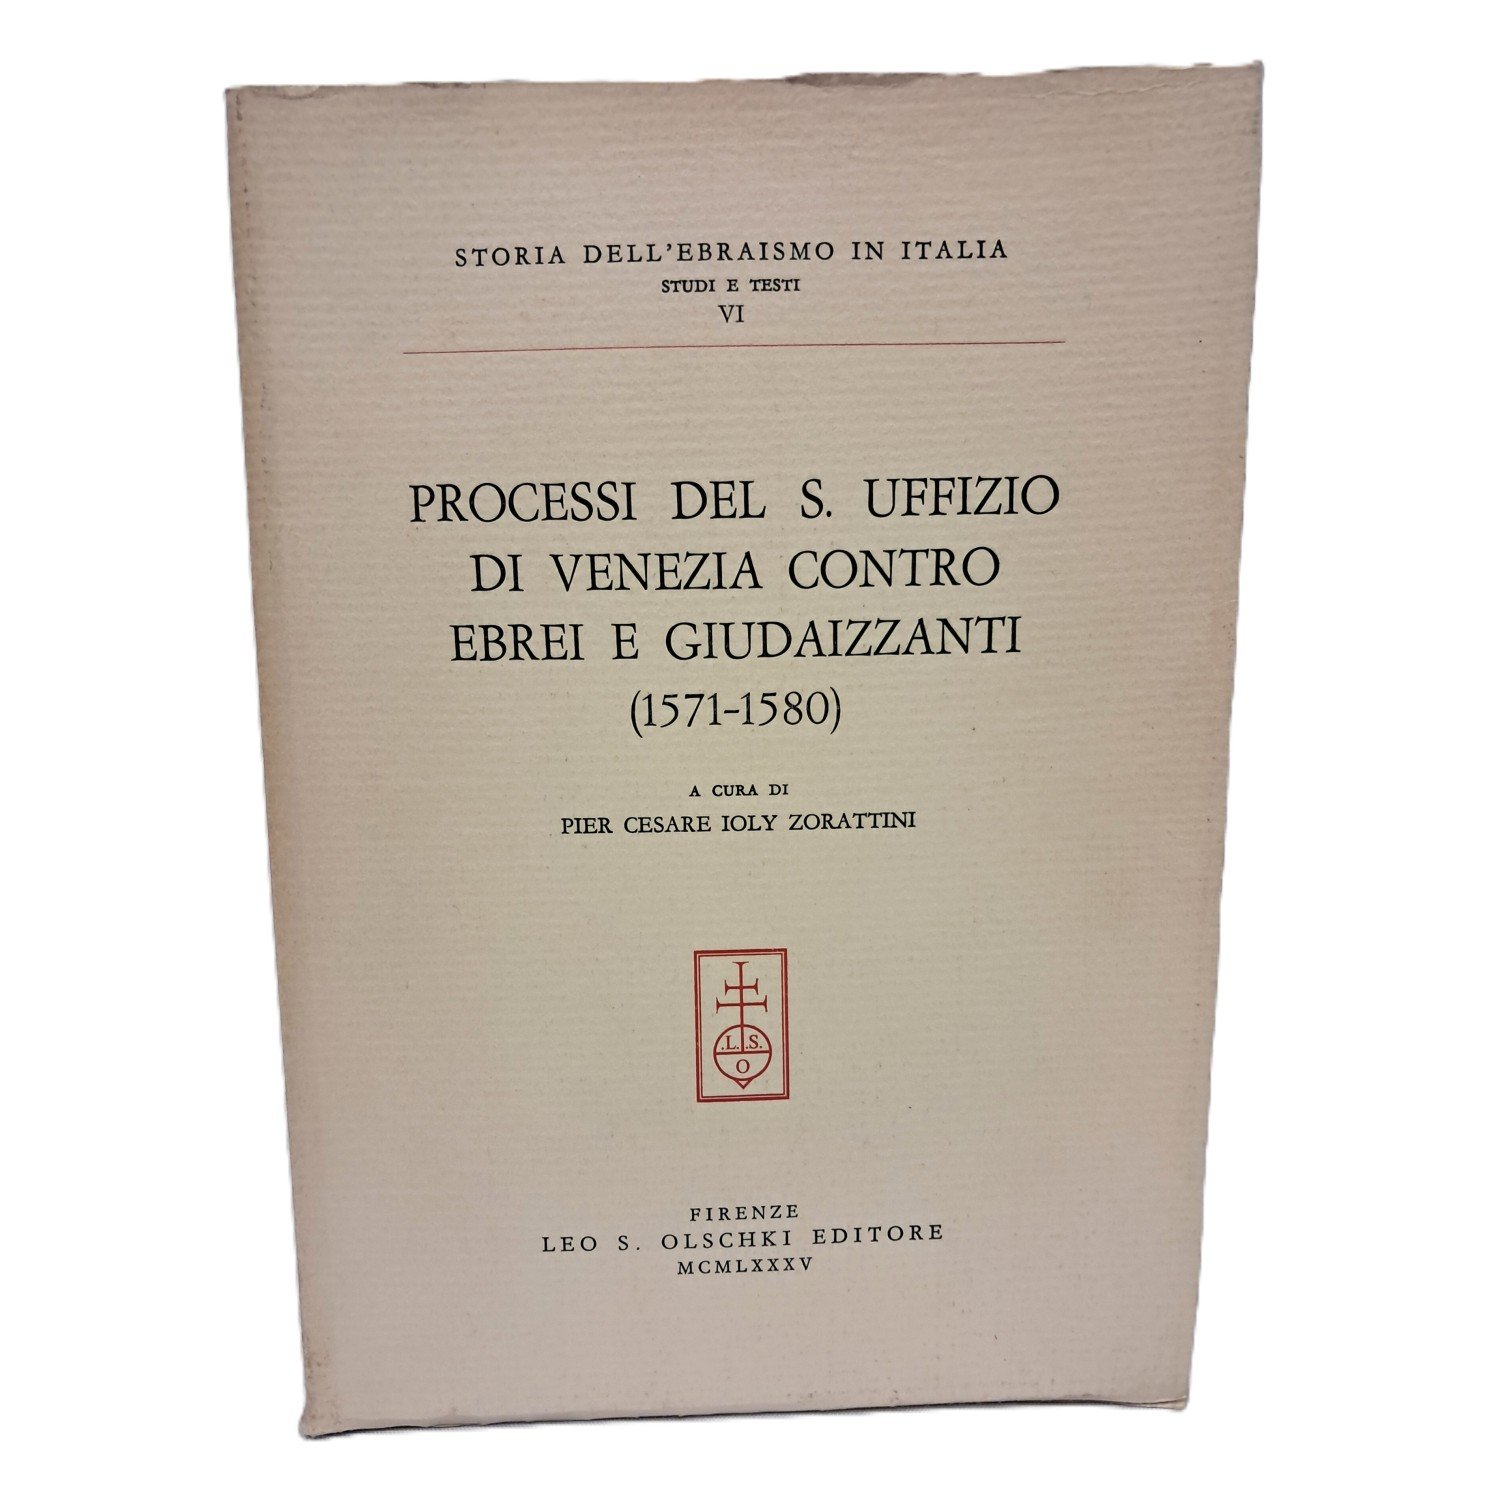 STORIA DELL'EBRAISMO IN ITALIA
STUDI E TESTI
VI
PROCESSI DEL S. UFFIZIO
DI VENEZIA CONTRO
EBREI E GIUDAIZZANTI
(1571-1580)
A CURA DI
PIER CESARE IOLY ZORATTINI
.L. .S.
O
FIRENZE
LEO S. OLSCHKI EDITORE
MCMLXXXV